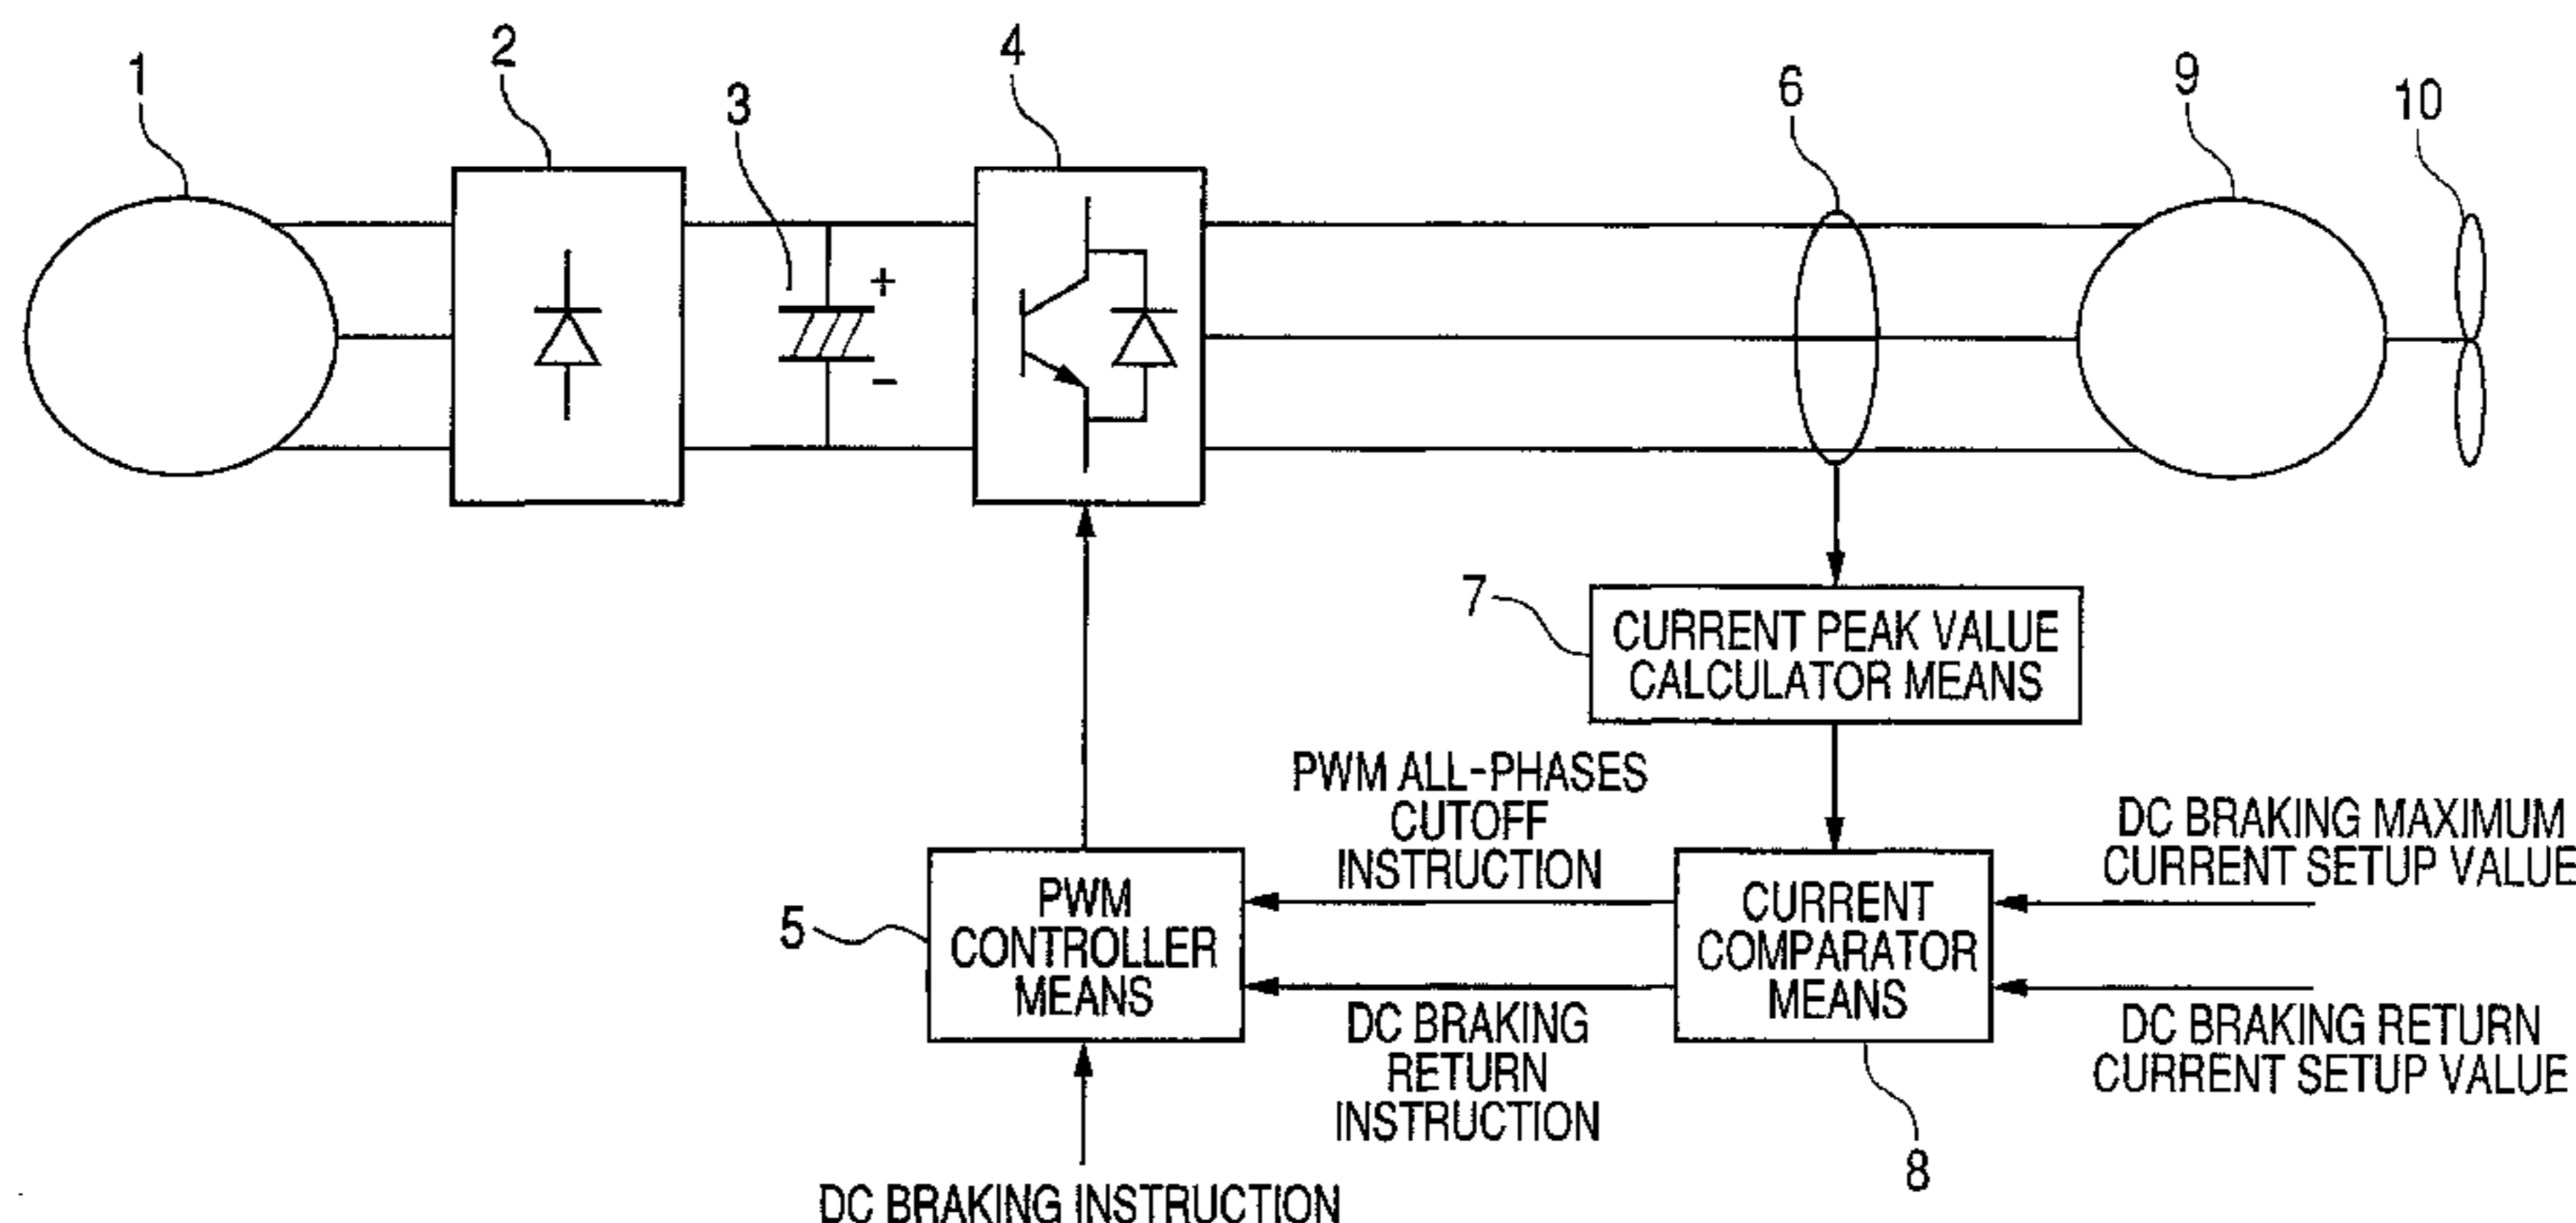 1
2
3
4
6
9
10
+
-
7
CURRENT PEAK VALUE
CALCULATOR MEANS
PWM ALL-PHASES
CUTOFF
INSTRUCTION
DC BRAKING MAXIMUM
CURRENT SETUP VALUE
5
PWM
CONTROLLER
MEANS
CURRENT
COMPARATOR
MEANS
DC BRAKING
RETURN
INSTRUCTION
DC BRAKING RETURN
CURRENT SETUP VALUE
8
DC BRAKING INSTRUCTION